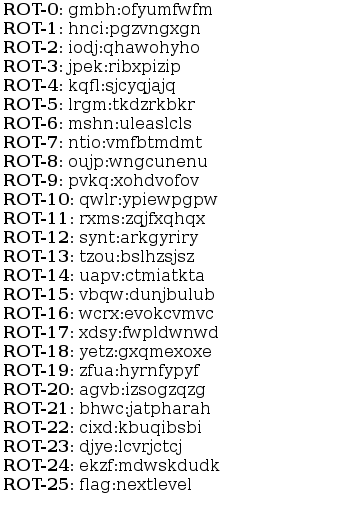 ROT-0: gmbh:ofyumfwfm
ROT-1: hnci:pgzvngxgn
ROT-2: iodj:qhawohyho
ROT-3: jpek:ribxpizip
ROT-4: kqfl:sjcyqjajq
ROT-5: lrgm:tkdzrkbkr
ROT-6: mshn:uleaslcls
ROT-7: ntio:vmfbtmdmt
ROT-8: oujp:wngcunenu
ROT-9: pvkq:xohdvofov
ROT-10: qwlr:ypiewpgpw
ROT-11: rxms:zqjfxqhqx
ROT-12: synt:arkgyriry
ROT-13: tzou:bslhzsjsz
ROT-14: uapv:ctmiatkta
ROT-15: vbqw:dunjbulub
ROT-16: wcrx:evokcvmvc
ROT-17: xdsy:fwpldwnwd
ROT-18: yetz:gxqmexoxe
ROT-19: zfua:hyrnfypyf
ROT-20: agvb:izsogzqzg
ROT-21: bhwc:jatpharah
ROT-22: cixd:kbuqibsbi
ROT-23: djye:lcvrjctcj
ROT-24: ekzf:mdwskdudk
ROT-25: flag:nextlevel